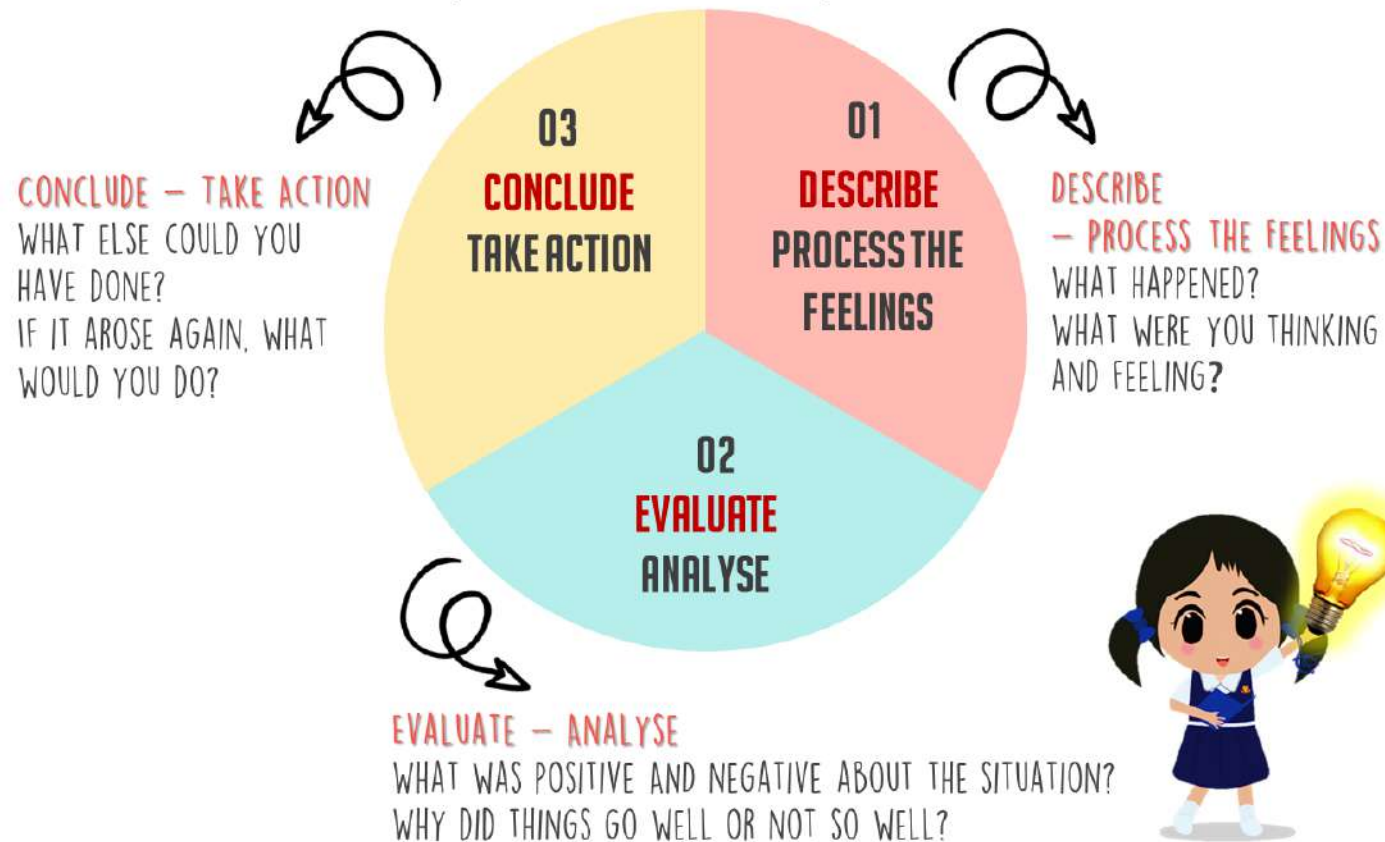 03
CONCLUDE
TAKE ACTION
01
DESCRIBE
PROCESS THE
FEELINGS
02
EVALUATE
ANALYSE
CONCLUDE – TAKE ACTION
WHAT ELSE COULD YOU
HAVE DONE?
IF IT AROSE AGAIN, WHAT
WOULD YOU DO?
DESCRIBE
– PROCESS THE FEELINGS
WHAT HAPPENED?
WHAT WERE YOU THINKING
AND FEELING?
EVALUATE – ANALYSE
WHAT WAS POSITIVE AND NEGATIVE ABOUT THE SITUATION?
WHY DID THINGS GO WELL OR NOT SO WELL?